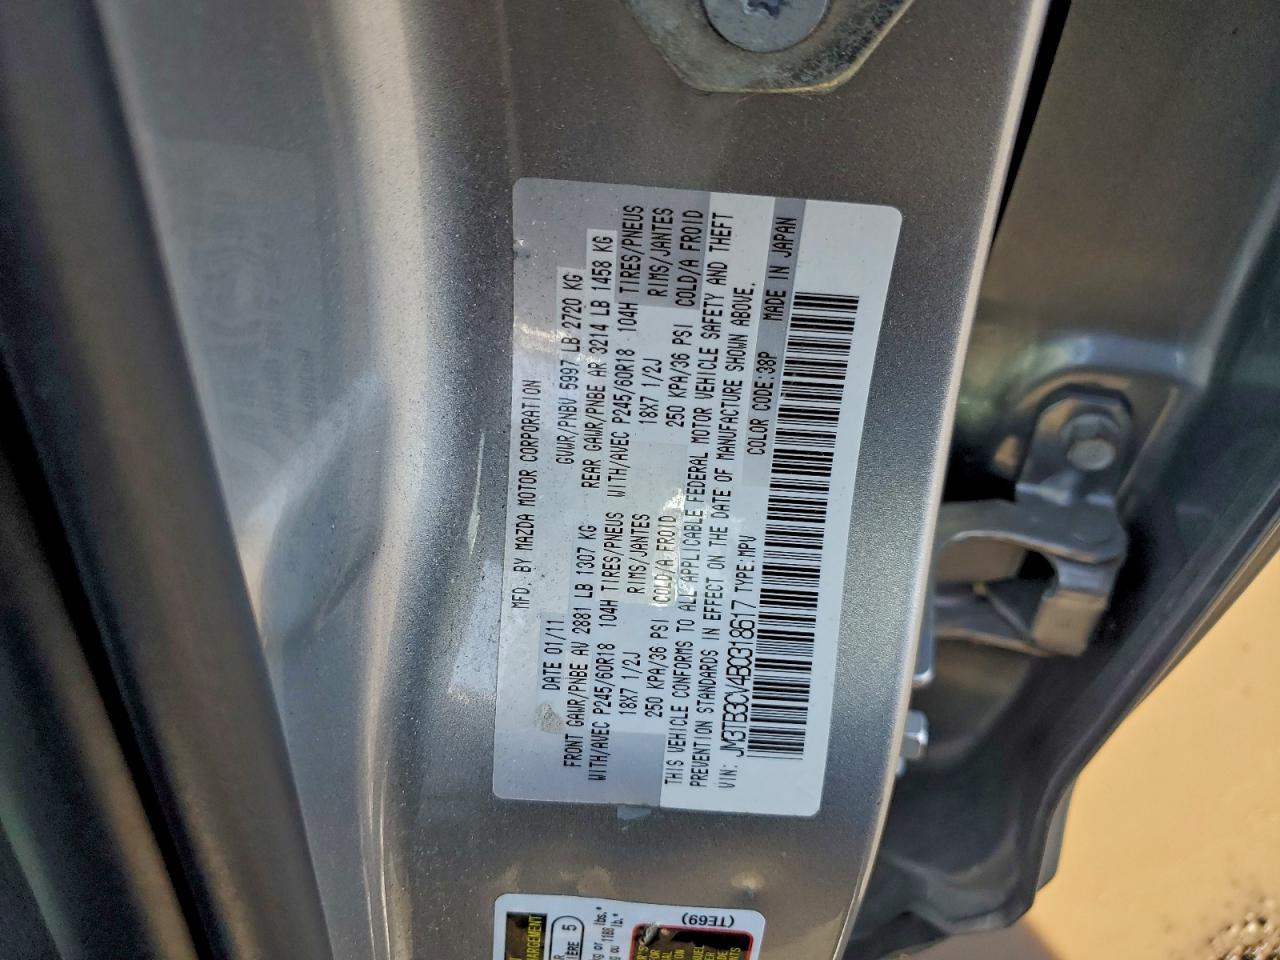 MFD. BY MAZDA MOTOR CORPORATION
DATE 07/11 GVWR/PNBV 5997 LB 2720 KG
FRONT GAWR/PNBE AV 2881 LB 1307 KG REAR GAWR/PNBE AR 3214 LB 1458 KG
WITH/AVEC P245/60R18 104H TIRES/PNEUS WITH/AVEC P245/60R18 104H TIRES/PNEUS
18X7 1/2J RIMS/JANTES 18X7 1/2J RIMS/JANTES
250 KPA/36 PSI COLD/A FROID 250 KPA/36 PSI COLD/A FROID
THIS VEHICLE CONFORMS TO ALL APPLICABLE FEDERAL MOTOR VEHICLE SAFETY AND THEFT
PREVENTION STANDARDS IN EFFECT ON THE DATE OF MANUFACTURE SHOWN ABOVE.
VIN: JM3TB3CV4B0318617 TYPE:MPV COLOR CODE:38P MADE IN JAPAN
(TE69)
5